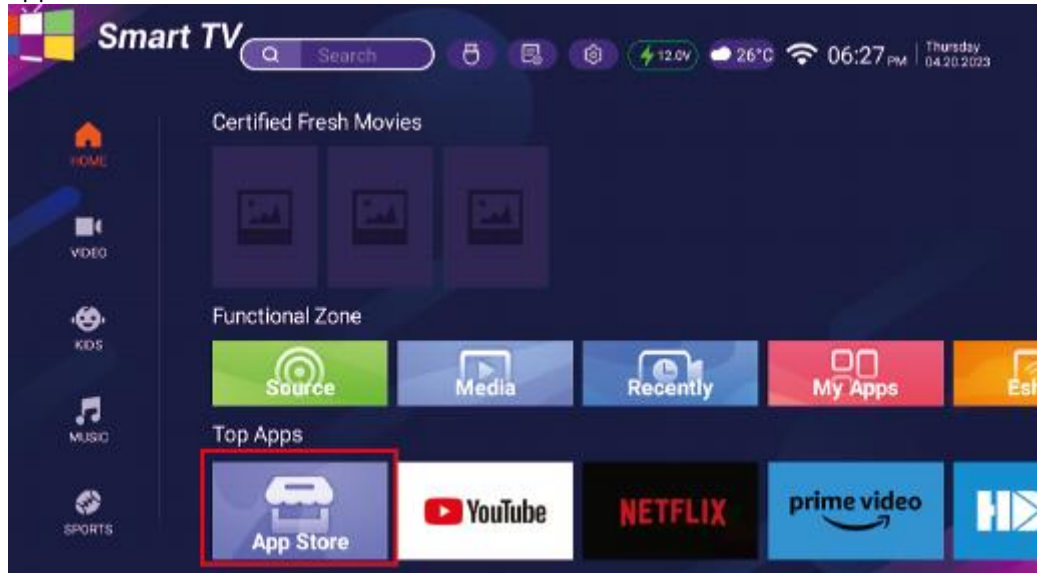 Smart TV
Search
12.0V
26°C
06:27 PM
Thursday
04.20.2023
Certified Fresh Movies
HOME
VIDEO
KIDS
MUSIC
SPORTS
Functional Zone
Source
Media
Recently
My Apps
Top Apps
App Store
YouTube
NETFLIX
prime video